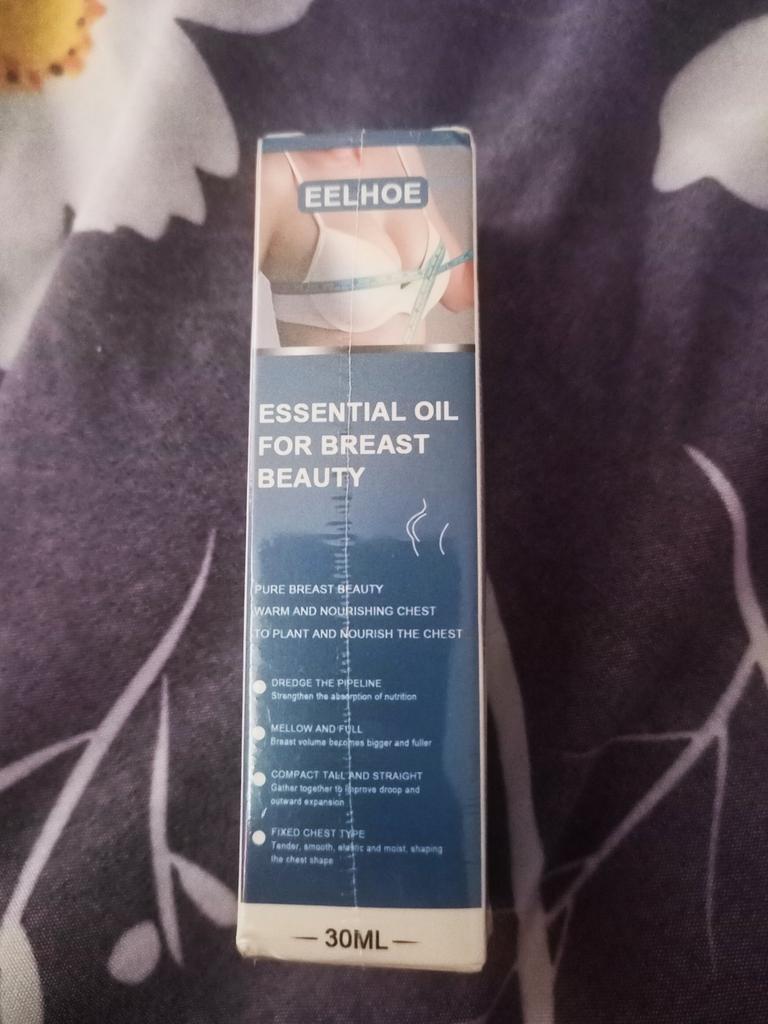 EELHOE
ESSENTIAL OIL
FOR BREAST
BEAUTY
PURE BREAST BEAUTY
WARM AND NOURISHING CHEST
TO PLANT AND NOURISH THE CHEST
DREDGE THE PIPELINE
Strengthen the absorption of nutrition
MELLOW AND FULL
Breast volume becomes bigger and fuller
COMPACT TALL AND STRAIGHT
Gather together to improve droop and
outward expansion
FIXED CHEST TYPE
Tender, smooth, elastic and moist, shaping
the chest shape
30ML